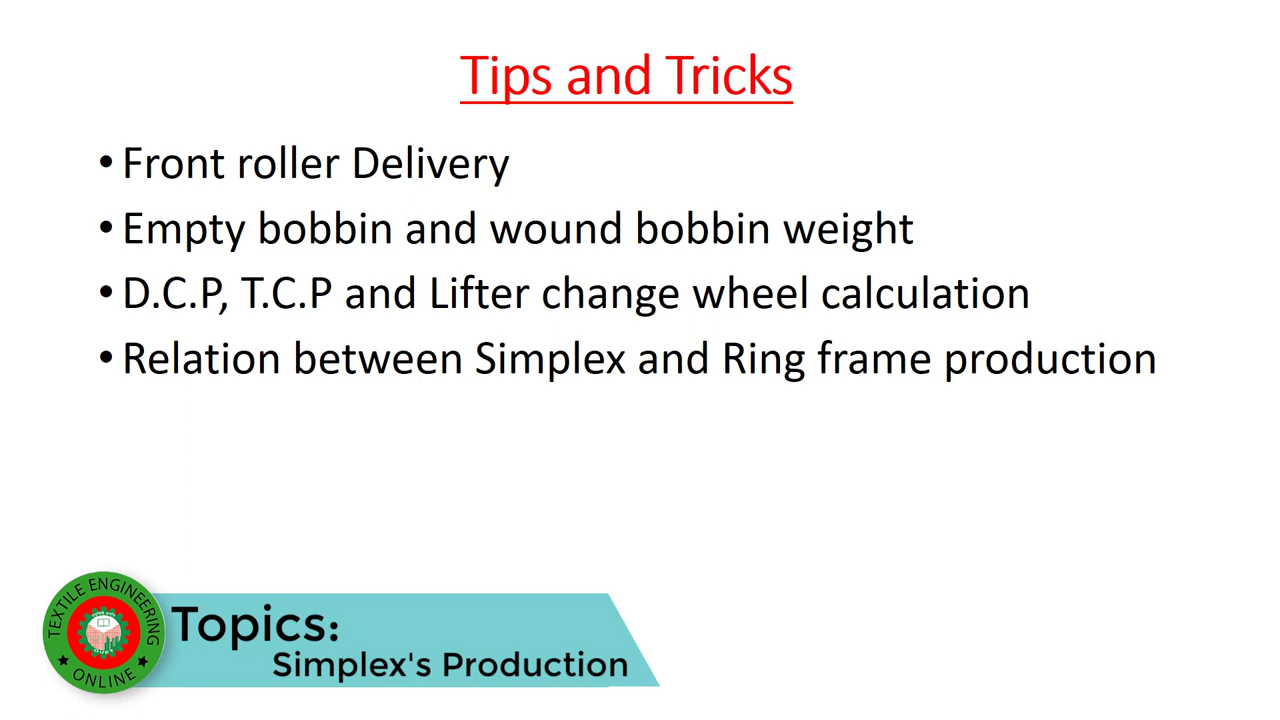 Tips and Tricks
• Front roller Delivery
• Empty bobbin and wound bobbin weight
• D.C.P, T.C.P and Lifter change wheel calculation
• Relation between Simplex and Ring frame production
TEXTILE ENGINEERING
ONLINE
Topics:
Simplex's Production